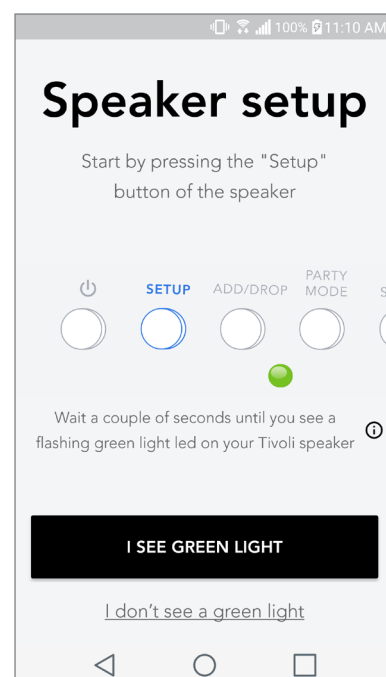 100% 11:10 AM
Speaker setup
Start by pressing the "Setup"
button of the speaker
SETUP ADD/DROP PARTY
MODE S
Wait a couple of seconds until you see a
flashing green light led on your Tivoli speaker
I SEE GREEN LIGHT
I don't see a green light